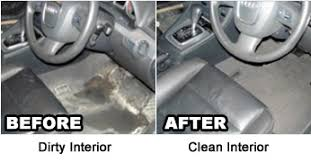 BEFORE
AFTER
Dirty Interior
Clean Interior